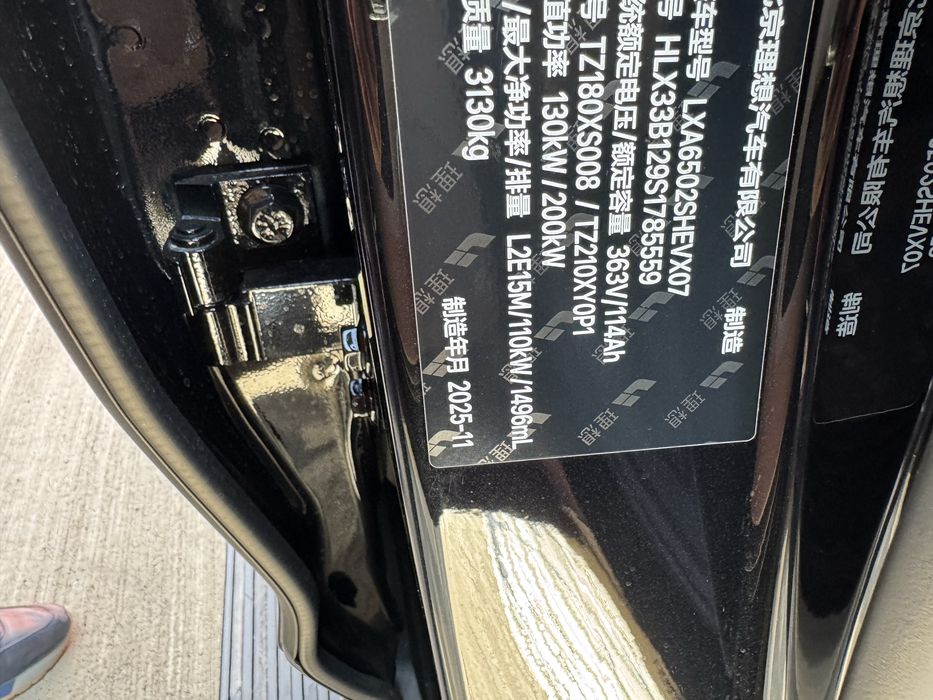 京理想汽车有限公司 制造
车型号 LXA6502SHEVX07
号 HLX33B129S1785559
统额定电压/额定容量 363V/114Ah
号 TZ180XS008 / TZ210XY0P1
值功率 130kW / 200kW
/最大净功率/排量 L2E15M/110kW/1496mL
质量 3130kg
制造年月 2025-11
理想